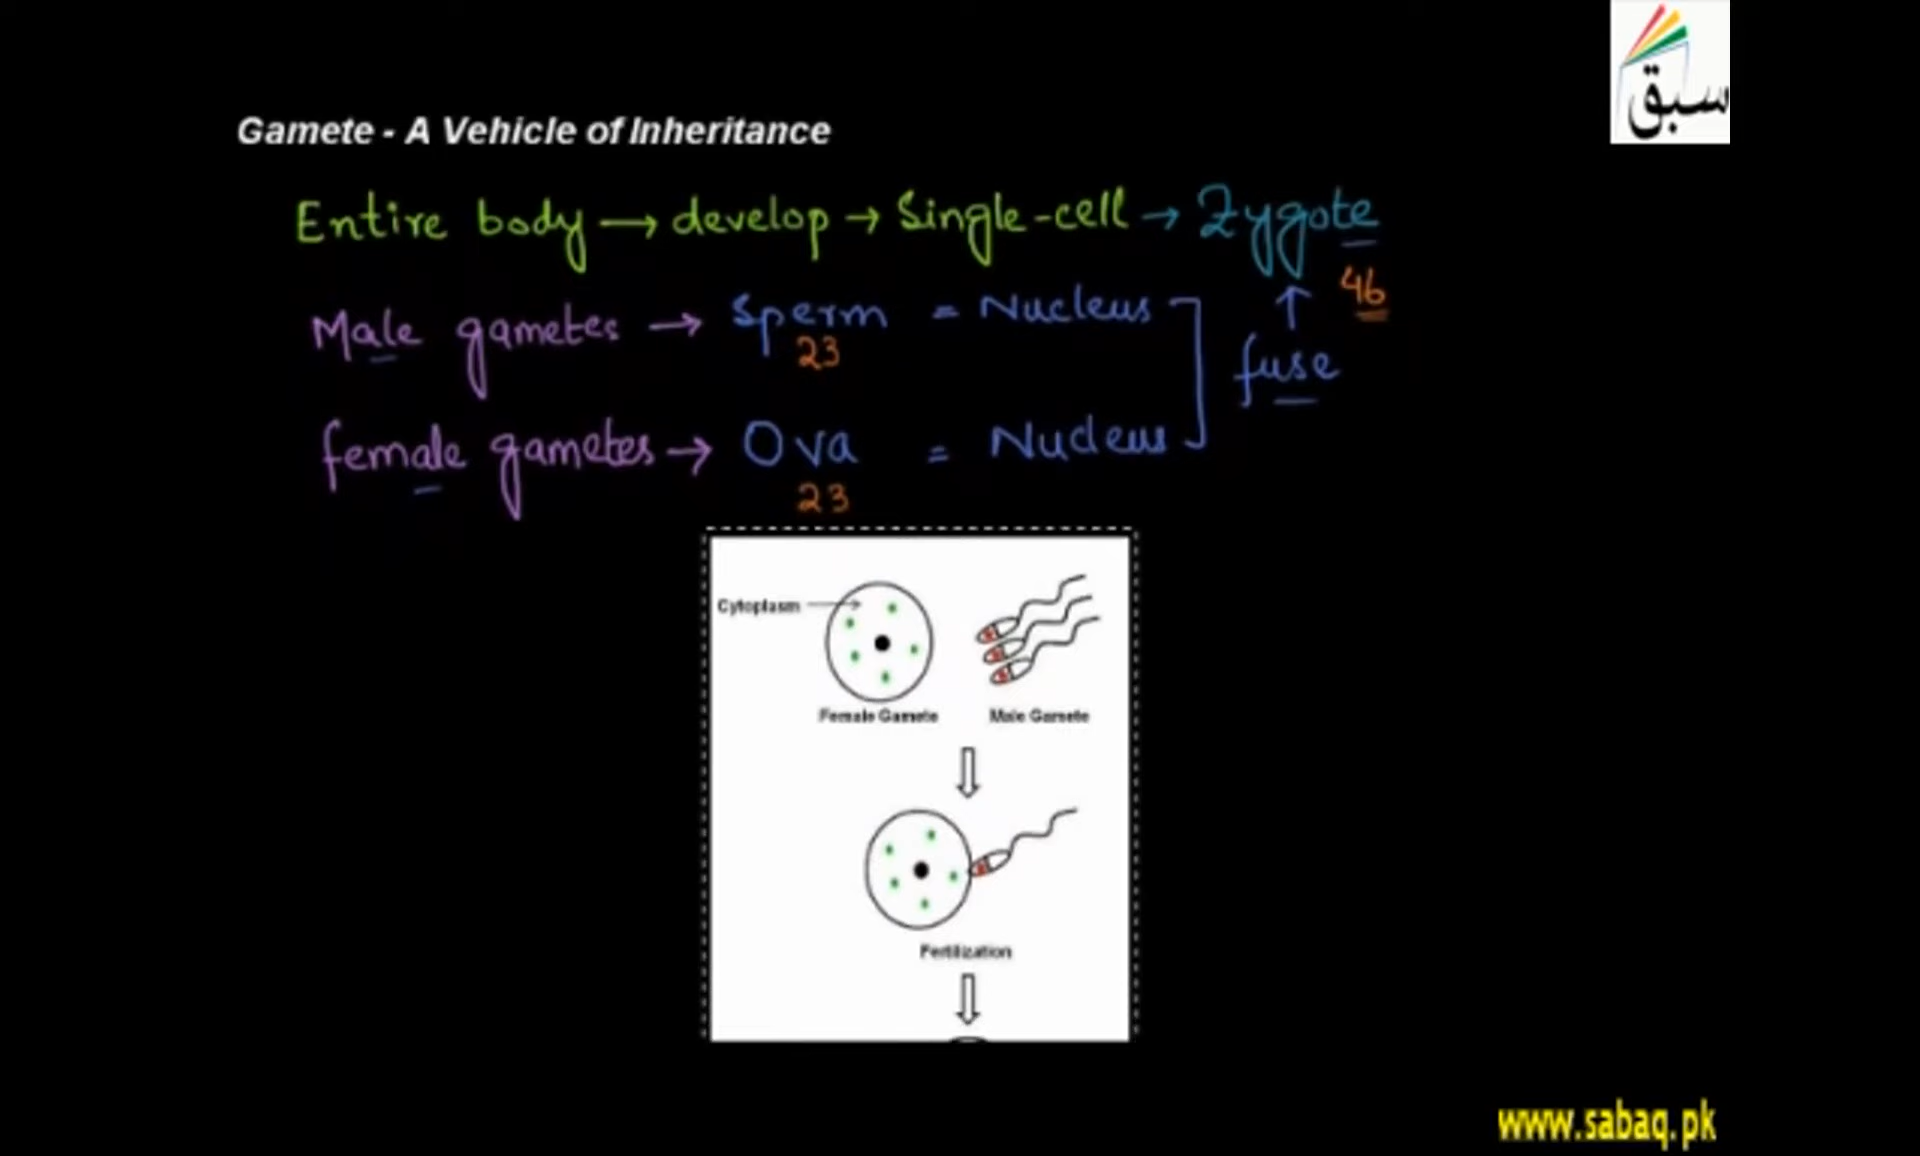 سبق
Gamete - A Vehicle of Inheritance
Entire body → develop → Single-cell → Zygote
46
Male gametes → Sperm = Nucleus
23
fuse
female gametes → Ova = Nucleus
23
Cytoplasm
Female Gamete Male Gamete
Fertilization
www.sabaq.pk